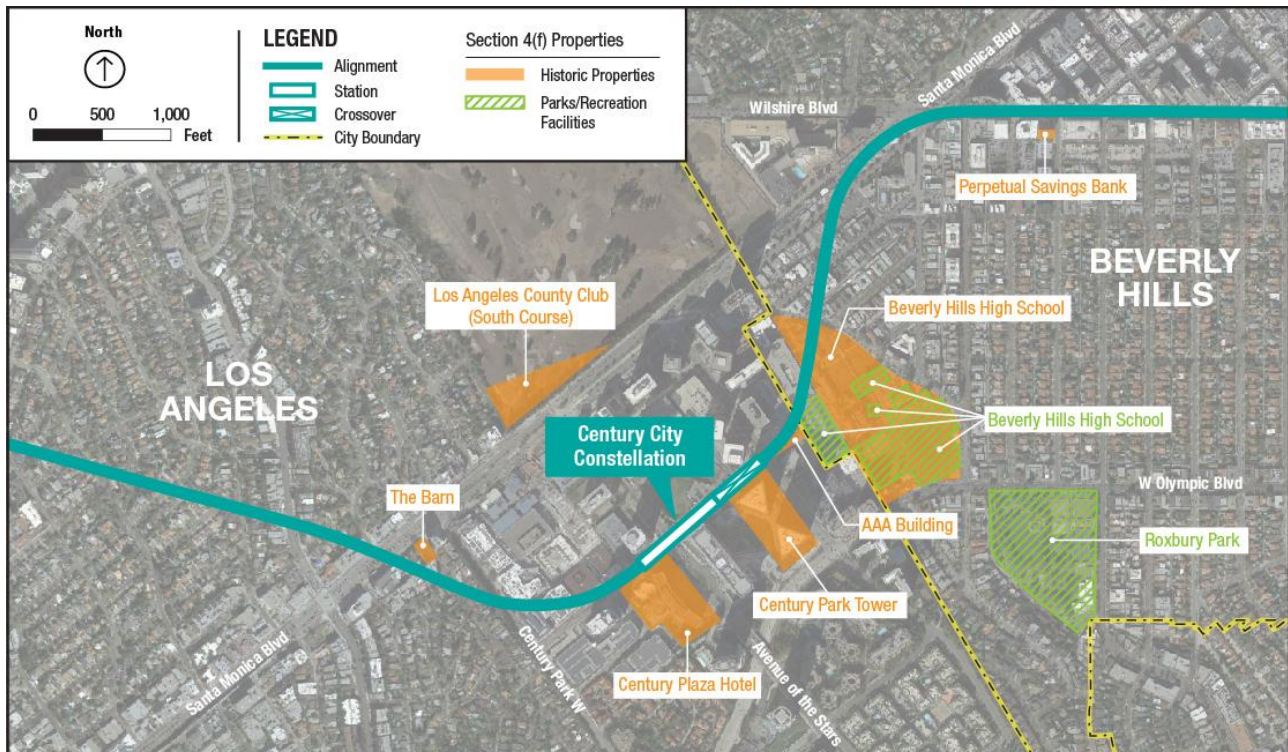 North
0 500 1,000
Feet
LEGEND
Alignment
Station
Crossover
City Boundary
Section 4(f) Properties
Historic Properties
Parks/Recreation
Facilities
Santa Monica Blvd
Wilshire Blvd
Perpetual Savings Bank
BEVERLY
HILLS
Los Angeles County Club
(South Course)
Beverly Hills High School
LOS
ANGELES
Beverly Hills High School
Century City
Constellation
W Olympic Blvd
The Barn
AAA Building
Roxbury Park
Century Park Tower
Santa Monica Blvd
Century Park W
Century Plaza Hotel
Avenue of the Stars